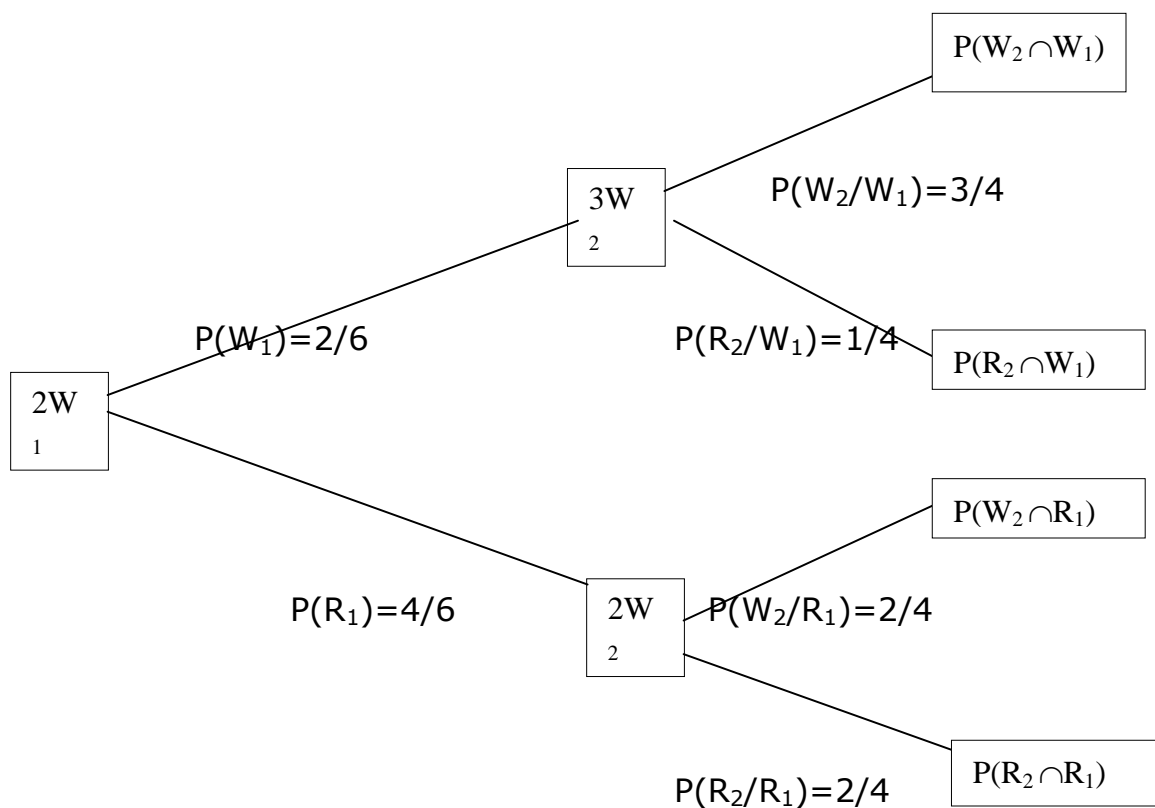 P(W₂ ∩W₁)
3W
2
P(W₂/W₁)=3/4
P(W₁)=2/6
P(R₂/W₁)=1/4
P(R₂ ∩W₁)
2W
1
P(W₂ ∩R₁)
P(R₁)=4/6
2W
2
P(W₂/R₁)=2/4
P(R₂ ∩R₁)
P(R₂/R₁)=2/4